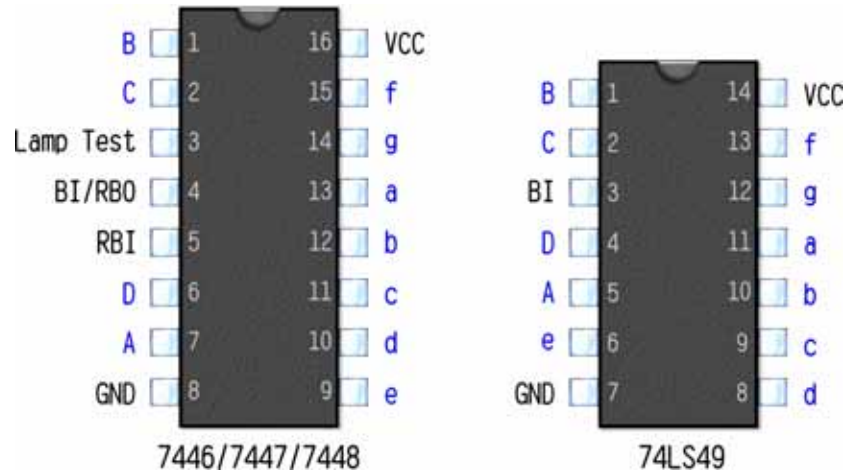 B 1 16 VCC
C 2 15 f
Lamp Test 3 14 g
BI/RBO 4 13 a
RBI 5 12 b
D 6 11 c
A 7 10 d
GND 8 9 e
7446/7447/7448
B 1 14 VCC
C 2 13 f
BI 3 12 g
D 4 11 a
A 5 10 b
e 6 9 c
GND 7 8 d
74LS49